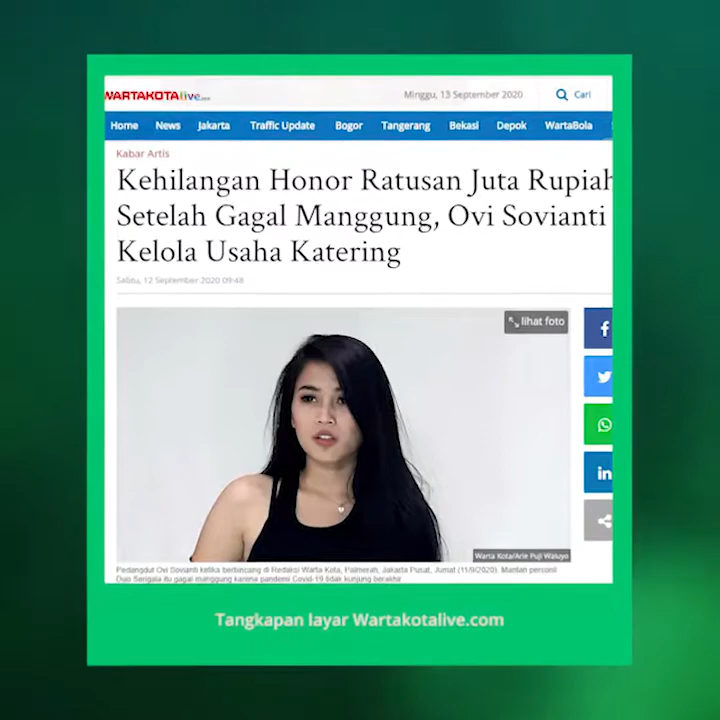 WARTAKOTAlive.com
Minggu, 13 September 2020
Cari
Home News Jakarta Traffic Update Bogor Tangerang Bekasi Depok WartaBola
Kabar Artis
Kehilangan Honor Ratusan Juta Rupiah
Setelah Gagal Manggung, Ovi Sovianti
Kelola Usaha Katering
Sabtu, 12 September 2020 09:48
lihat foto
Warta Kota/Arie Puji Waluyo
Pedangdut Ovi Sovianti ketika berbincang di Redaksi Warta Kota, Palmerah, Jakarta Pusat, Jumat (11/9/2020). Mantan personil
Duo Serigala itu gagal manggung karena pandemi Covid-19 tidak kunjung berakhir
Tangkapan layar Wartakotalive.com